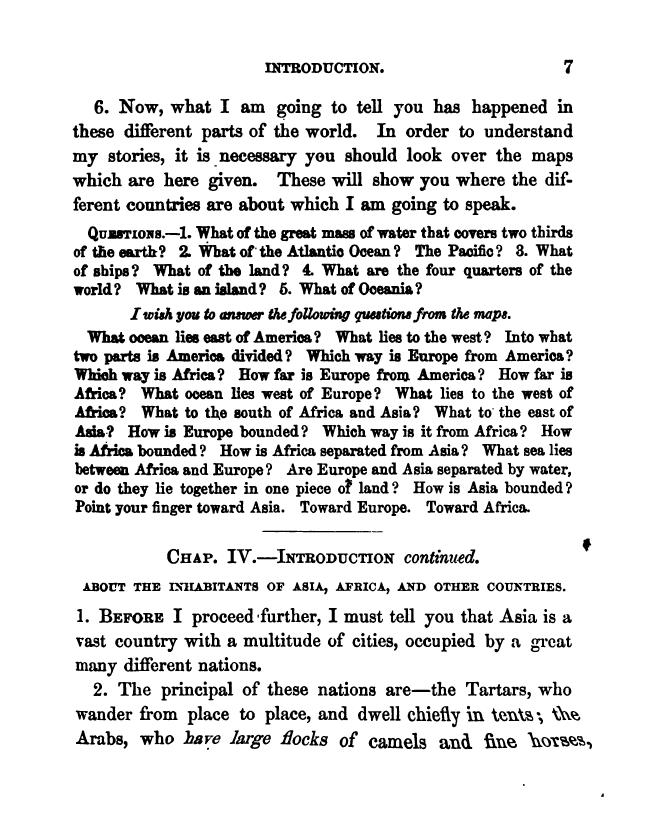 INTRODUCTION. 7
6. Now, what I am going to tell you has happened in
these different parts of the world. In order to understand
my stories, it is necessary you should look over the maps
which are here given. These will show you where the dif-
ferent countries are about which I am going to speak.
QUESTIONS.—1. What of the great mass of water that covers two thirds
of the earth? 2. What of the Atlantic Ocean? The Pacific? 3. What
of ships? What of the land? 4. What are the four quarters of the
world? What is an island? 5. What of Oceania?
I wish you to answer the following questions from the maps.
What ocean lies east of America? What lies to the west? Into what
two parts is America divided? Which way is Europe from America?
Which way is Africa? How far is Europe from America? How far is
Africa? What ocean lies west of Europe? What lies to the west of
Africa? What to the south of Africa and Asia? What to the east of
Asia? How is Europe bounded? Which way is it from Africa? How
is Africa bounded? How is Africa separated from Asia? What sea lies
between Africa and Europe? Are Europe and Asia separated by water,
or do they lie together in one piece of land? How is Asia bounded?
Point your finger toward Asia. Toward Europe. Toward Africa.
CHAP. IV.—INTRODUCTION continued.
ABOUT THE INHABITANTS OF ASIA, AFRICA, AND OTHER COUNTRIES.
1. BEFORE I proceed further, I must tell you that Asia is a
vast country with a multitude of cities, occupied by a great
many different nations.
2. The principal of these nations are—the Tartars, who
wander from place to place, and dwell chiefly in tents; the
Arabs, who have large flocks of camels and fine horses,